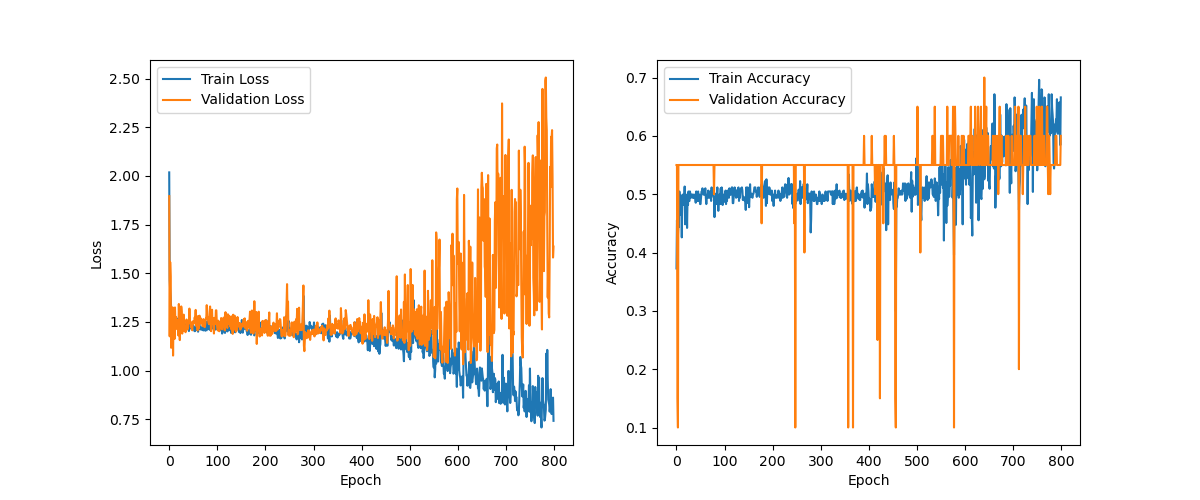 Train Loss
Validation Loss
2.50
2.25
2.00
1.75
1.50
1.25
1.00
0.75
Loss
0 100 200 300 400 500 600 700 800
Epoch
Train Accuracy
Validation Accuracy
0.7
0.6
0.5
0.4
0.3
0.2
0.1
Accuracy
0 100 200 300 400 500 600 700 800
Epoch